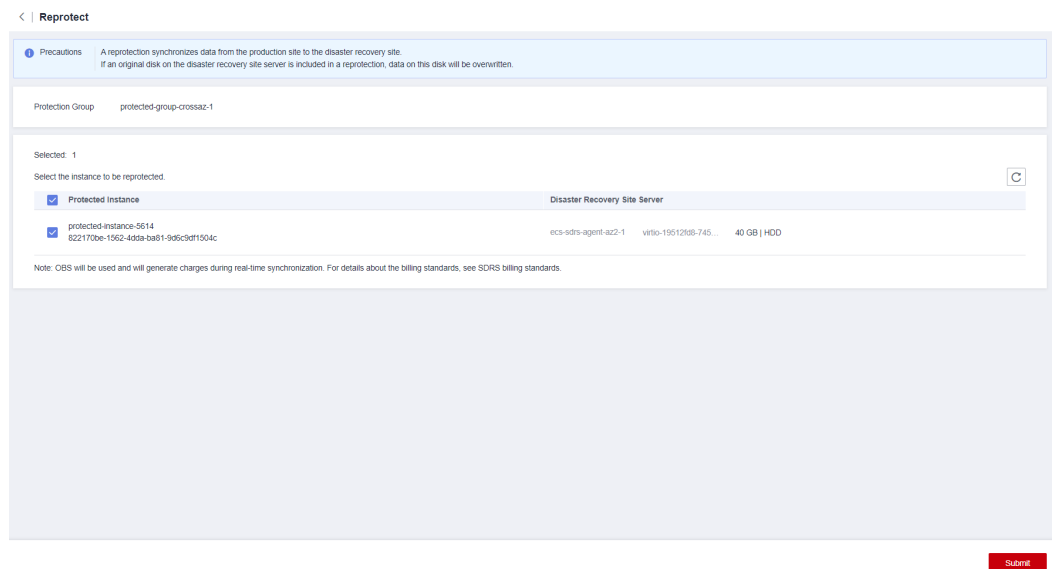 Reprotect
Precautions A reprotection synchronizes data from the production site to the disaster recovery site.
If an original disk on the disaster recovery site server is included in a reprotection, data on this disk will be overwritten.
Protection Group protected-group-crossaz-1
Selected: 1
Select the instance to be reprotected.
Protected Instance Disaster Recovery Site Server
protected-instance-5614
822170be-1562-4dda-ba81-9d6c9df1504c
ecs-sdrs-agent-az2-1 virtio-19512fd8-745... 40 GB | HDD
Note: OBS will be used and will generate charges during real-time synchronization. For details about the billing standards, see SDRS billing standards.
Submit